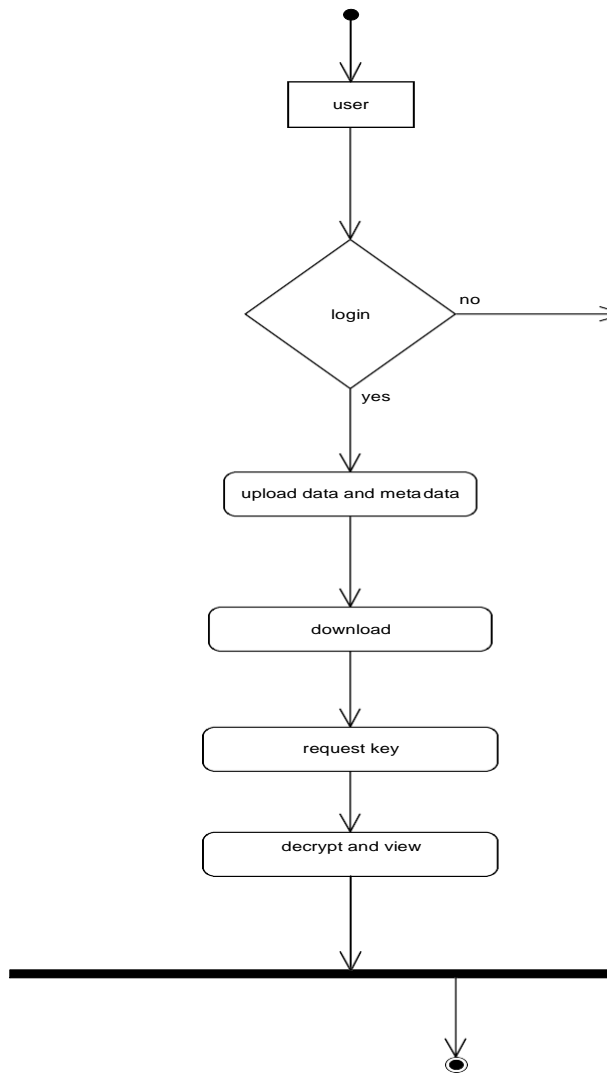 user
login
no
yes
upload data and metadata
download
request key
decrypt and view